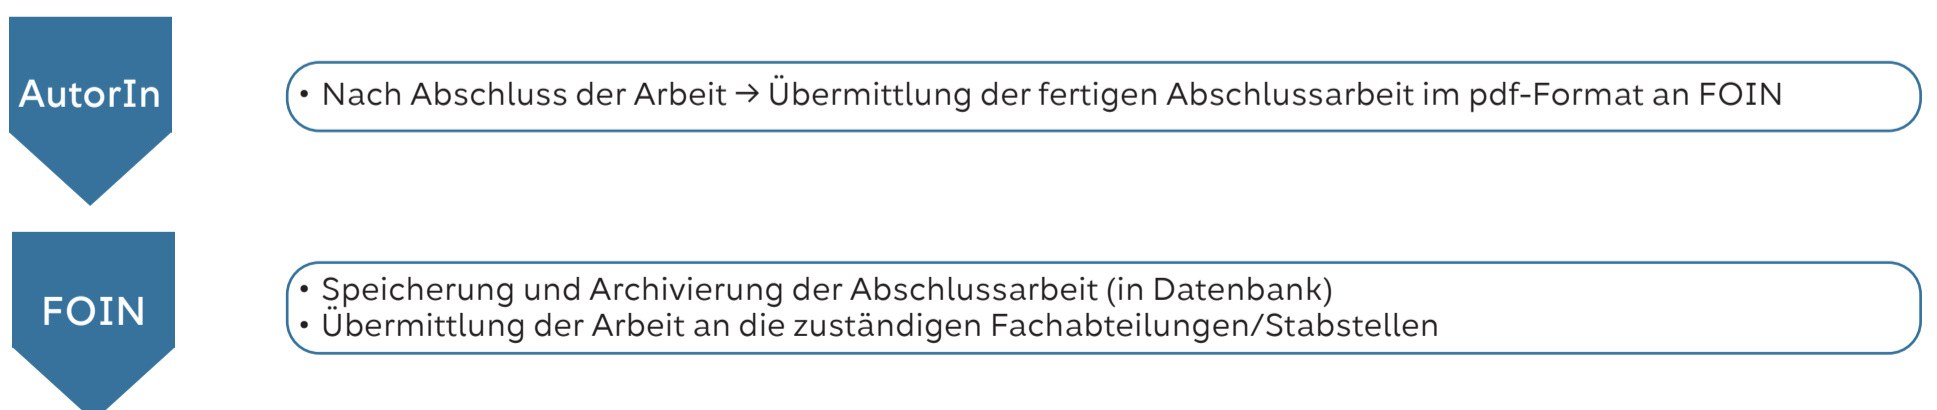 AutorIn
• Nach Abschluss der Arbeit → Übermittlung der fertigen Abschlussarbeit im pdf-Format an FOIN
FOIN
• Speicherung und Archivierung der Abschlussarbeit (in Datenbank)
• Übermittlung der Arbeit an die zuständigen Fachabteilungen/Stabstellen